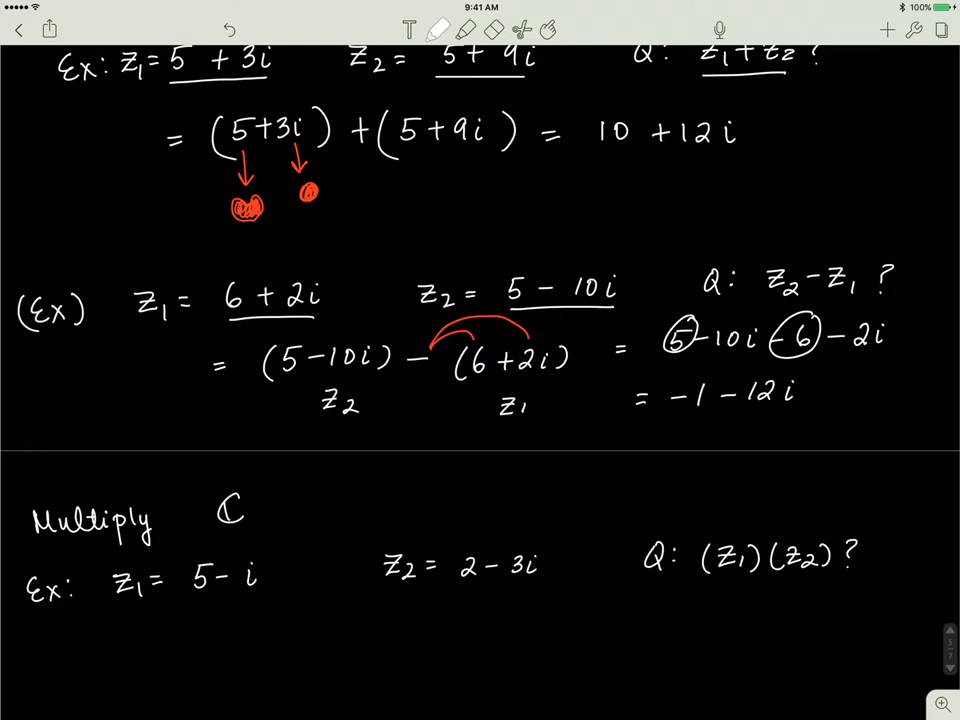 9:41 AM
100%
Ex: z₁ = 5 + 3i z₂ = 5 + 9i Q: z₁ + z₂ ?
= (5+3i) + (5+9i) = 10 + 12i
(Ex) z₁ = 6 + 2i z₂ = 5 - 10i Q: z₂ - z₁ ?
= (5-10i) - (6+2i) = 5 - 10i - 6 - 2i
z₂ z₁ = -1 - 12i
Multiply ℂ
Ex: z₁ = 5 - i z₂ = 2 - 3i Q: (z₁)(z₂) ?
5
7